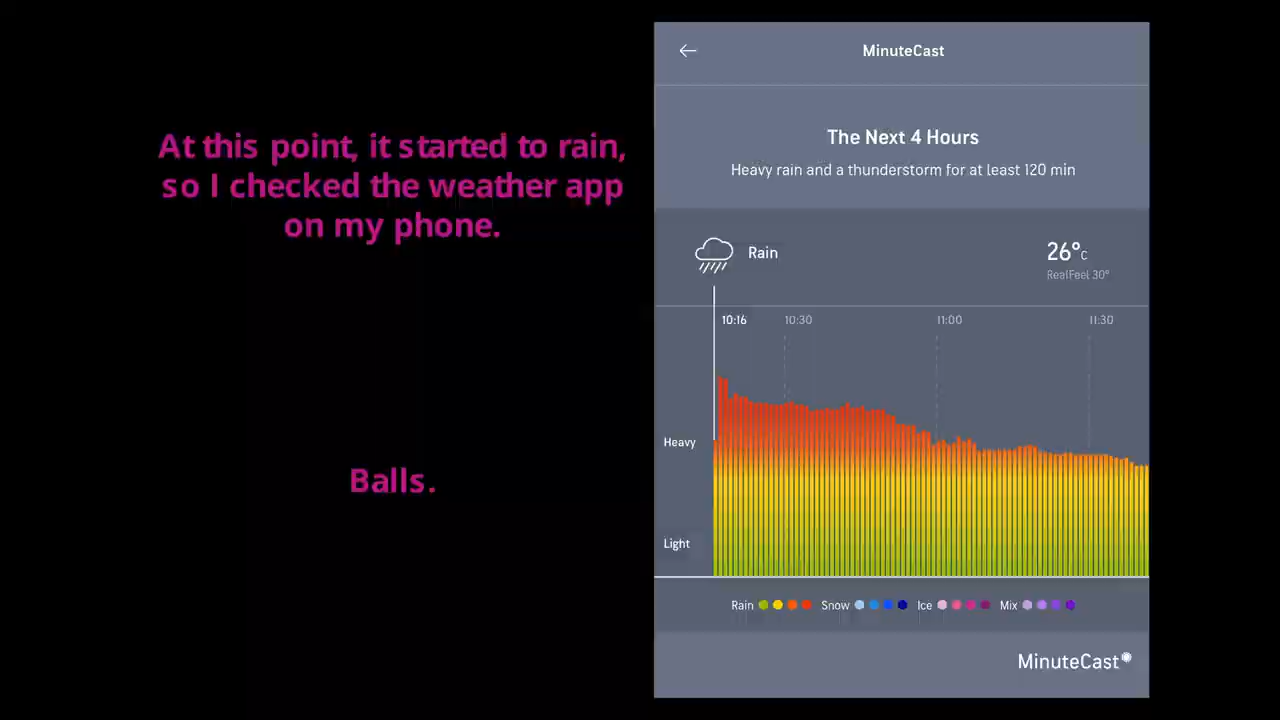 At this point, it started to rain,
so I checked the weather app
on my phone.
Balls.
MinuteCast
The Next 4 Hours
Heavy rain and a thunderstorm for at least 120 min
Rain
26°C
RealFeel 30°
10:16
10:30
11:00
11:30
Heavy
Light
Rain Snow Ice Mix
MinuteCast